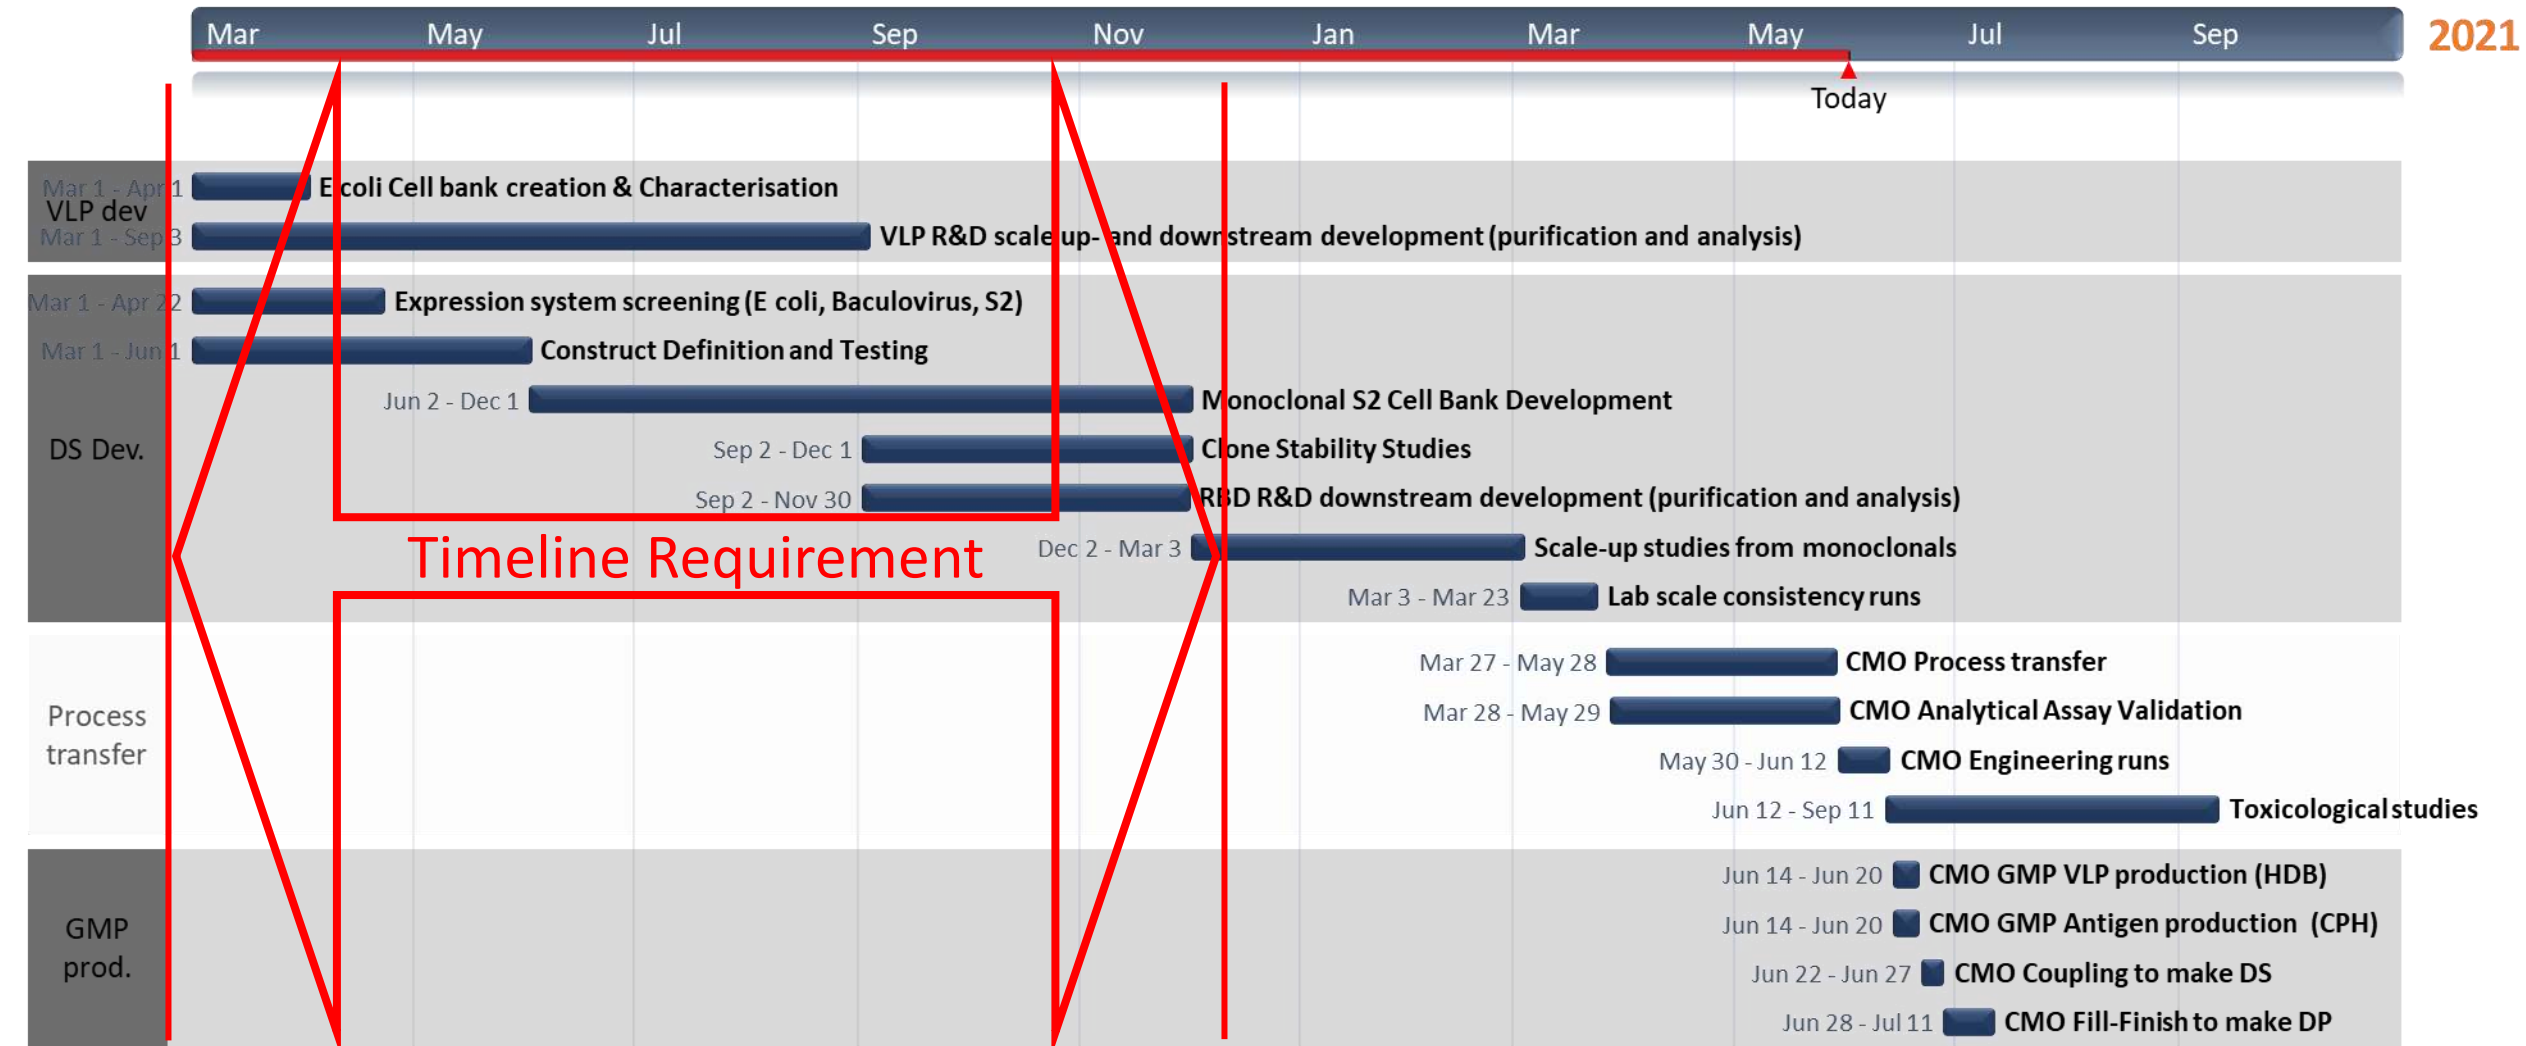 Mar May Jul Sep Nov Jan Mar May Jul Sep 2021
Today
Mar 1 - Apr 1 E coli Cell bank creation & Characterisation
VLP dev
Mar 1 - Sep 3 VLP R&D scale up- and downstream development (purification and analysis)
Mar 1 - Apr 22 Expression system screening (E coli, Baculovirus, S2)
Mar 1 - Jun 1 Construct Definition and Testing
Jun 2 - Dec 1 Monoclonal S2 Cell Bank Development
DS Dev.
Sep 2 - Dec 1 Clone Stability Studies
Sep 2 - Nov 30 RBD R&D downstream development (purification and analysis)
Timeline Requirement
Dec 2 - Mar 3 Scale-up studies from monoclonals
Mar 3 - Mar 23 Lab scale consistency runs
Process
transfer
Mar 27 - May 28 CMO Process transfer
Mar 28 - May 29 CMO Analytical Assay Validation
May 30 - Jun 12 CMO Engineering runs
Jun 12 - Sep 11 Toxicological studies
GMP
prod.
Jun 14 - Jun 20 CMO GMP VLP production (HDB)
Jun 14 - Jun 20 CMO GMP Antigen production (CPH)
Jun 22 - Jun 27 CMO Coupling to make DS
Jun 28 - Jul 11 CMO Fill-Finish to make DP